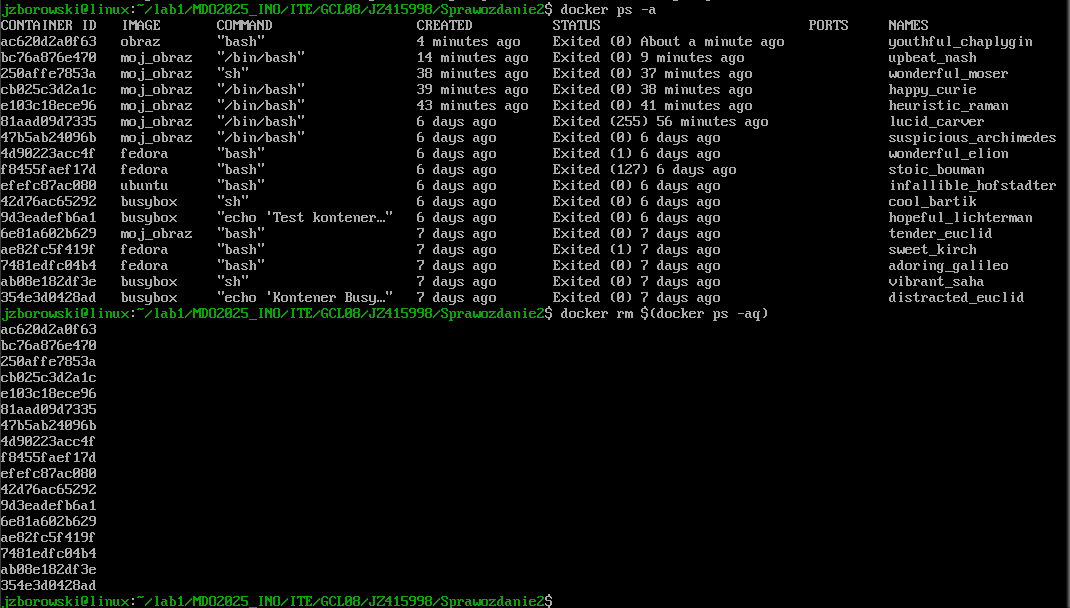 jzborowski@linux:~/lab1/MDO2025_INO/ITE/GCL08/JZ415998/Sprawozdanie2$ docker ps -a
CONTAINER ID   IMAGE       COMMAND                  CREATED          STATUS                          PORTS     NAMES
ac620d2a0f63   obraz       "bash"                   4 minutes ago    Exited (0) About a minute ago             youthful_chaplygin
bc76a876e470   moj_obraz   "/bin/bash"              14 minutes ago   Exited (0) 9 minutes ago                  upbeat_nash
250affe7853a   moj_obraz   "sh"                     38 minutes ago   Exited (0) 37 minutes ago                 wonderful_moser
cb025c3d2a1c   moj_obraz   "/bin/bash"              39 minutes ago   Exited (0) 38 minutes ago                 happy_curie
e103c18ece96   moj_obraz   "/bin/bash"              43 minutes ago   Exited (0) 41 minutes ago                 heuristic_raman
81aad09d7335   moj_obraz   "/bin/bash"              6 days ago       Exited (255) 56 minutes ago               lucid_carver
47b5ab24096b   moj_obraz   "/bin/bash"              6 days ago       Exited (0) 6 days ago                     suspicious_archimedes
4d90223acc4f   fedora      "bash"                   6 days ago       Exited (1) 6 days ago                     wonderful_elion
f8455faef17d   fedora      "bash"                   6 days ago       Exited (127) 6 days ago                   stoic_bouman
efefc87ac080   ubuntu      "bash"                   6 days ago       Exited (0) 6 days ago                     infallible_hofstadter
42d76ac65292   busybox     "sh"                     6 days ago       Exited (0) 6 days ago                     cool_bartik
9d3eadefb6a1   busybox     "echo 'Test kontener…"   6 days ago       Exited (0) 6 days ago                     hopeful_lichterman
6e81a602b629   moj_obraz   "bash"                   7 days ago       Exited (0) 7 days ago                     tender_euclid
ae82fc5f419f   fedora      "bash"                   7 days ago       Exited (1) 7 days ago                     sweet_kirch
7481edfc04b4   fedora      "bash"                   7 days ago       Exited (0) 7 days ago                     adoring_galileo
ab08e182df3e   busybox     "sh"                     7 days ago       Exited (0) 7 days ago                     vibrant_saha
354e3d0428ad   busybox     "echo 'Kontener Busy…"   7 days ago       Exited (0) 7 days ago                     distracted_euclid
jzborowski@linux:~/lab1/MDO2025_INO/ITE/GCL08/JZ415998/Sprawozdanie2$ docker rm $(docker ps -aq)
ac620d2a0f63
bc76a876e470
250affe7853a
cb025c3d2a1c
e103c18ece96
81aad09d7335
47b5ab24096b
4d90223acc4f
f8455faef17d
efefc87ac080
42d76ac65292
9d3eadefb6a1
6e81a602b629
ae82fc5f419f
7481edfc04b4
ab08e182df3e
354e3d0428ad
jzborowski@linux:~/lab1/MDO2025_INO/ITE/GCL08/JZ415998/Sprawozdanie2$